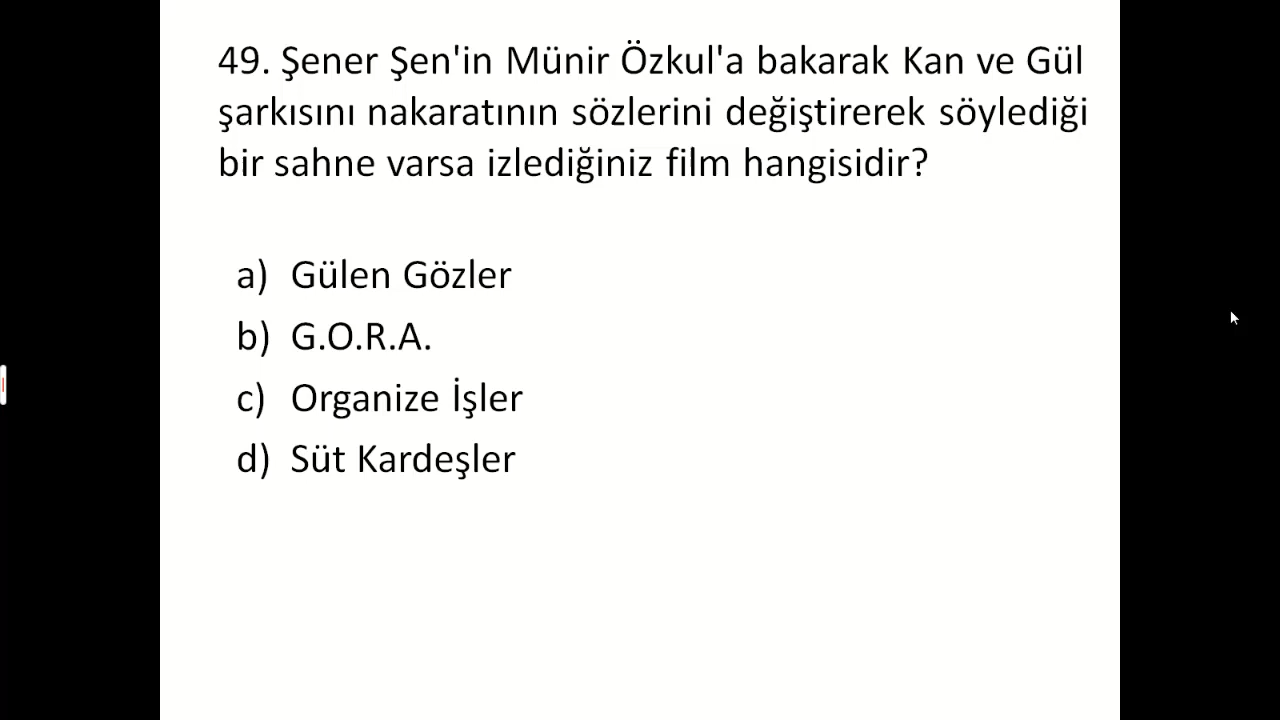 49. Şener Şen'in Münir Özkul'a bakarak Kan ve Gül
şarkısını nakaratının sözlerini değiştirerek söylediği
bir sahne varsa izlediğiniz film hangisidir?
a) Gülen Gözler
b) G.O.R.A.
c) Organize İşler
d) Süt Kardeşler